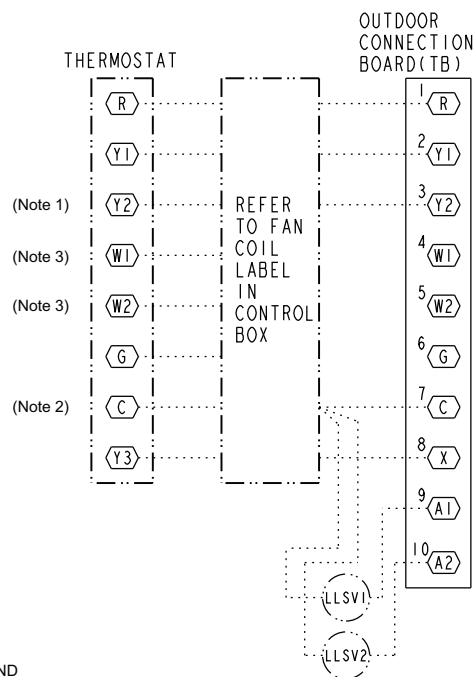 OUTDOOR
CONNECTION
BOARD(TB)
THERMOSTAT
R
1
R
Y1
2
Y1
(Note 1)
Y2
3
Y2
(Note 3)
W1
4
W1
(Note 3)
W2
5
W2
G
6
G
(Note 2)
C
7
C
Y3
8
X
REFER
TO FAN
COIL
LABEL
IN
CONTROL
BOX
9
A1
10
A2
LLSV1
LLSV2
ND